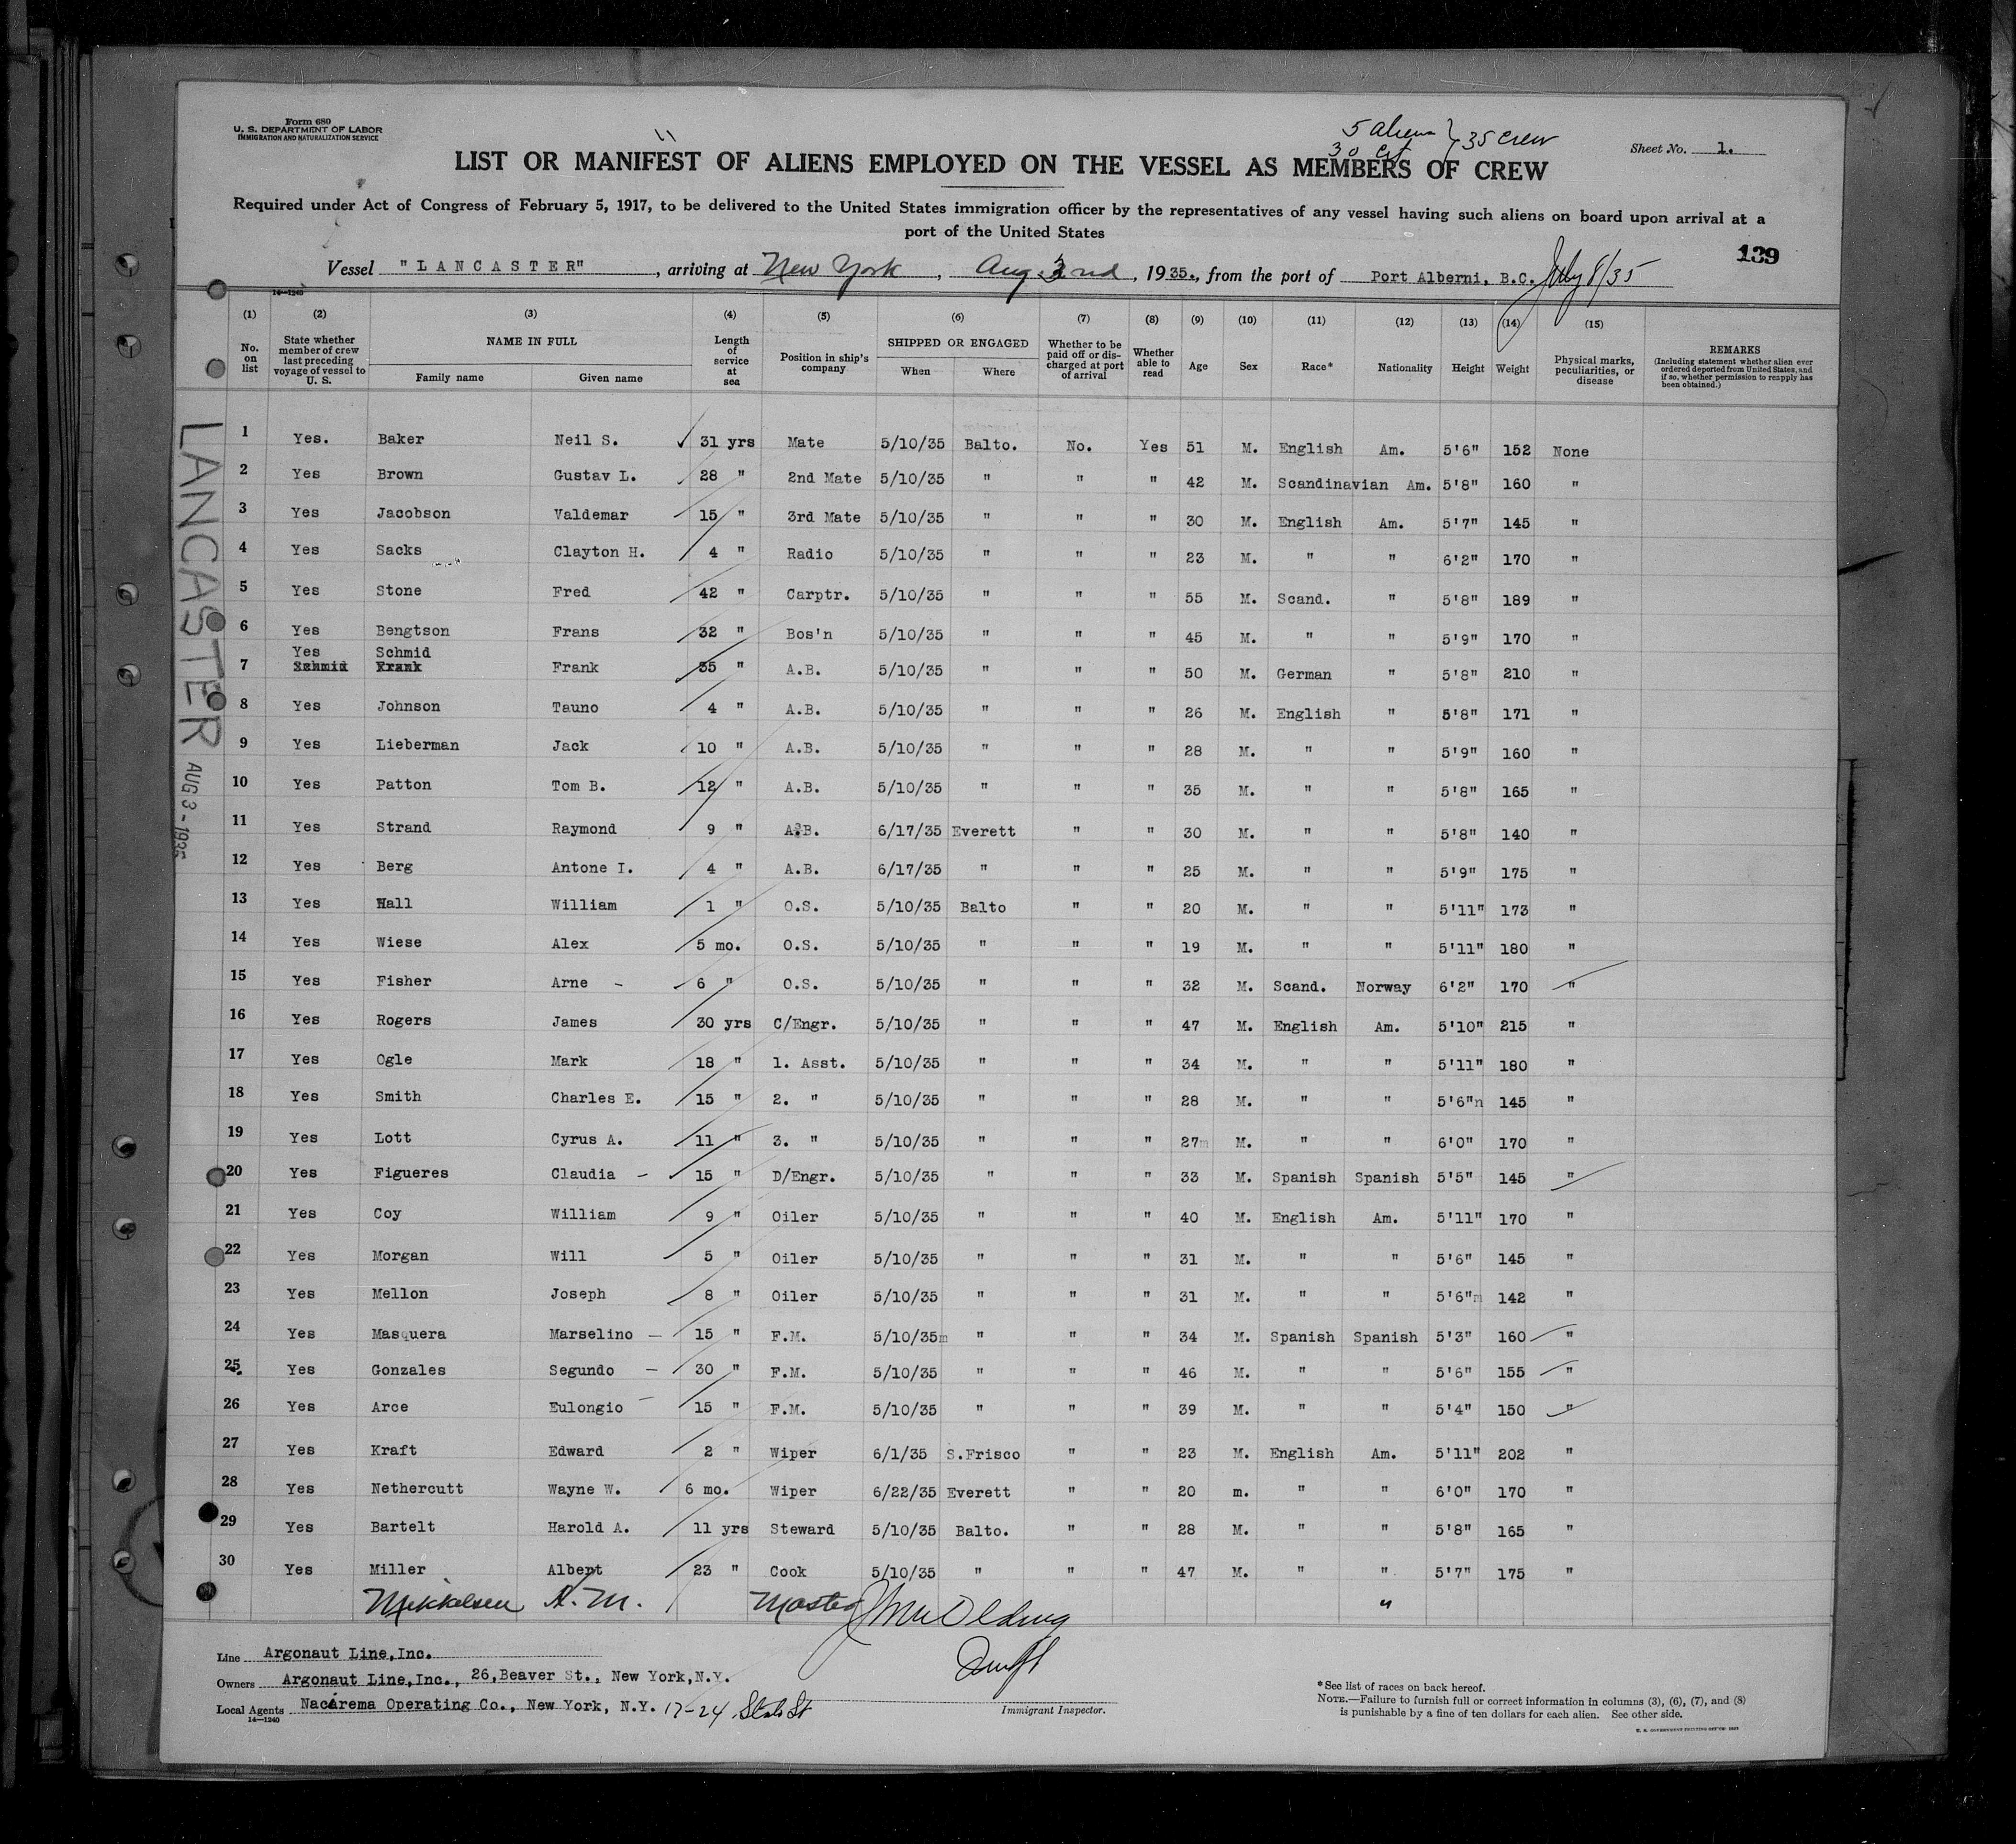 Form 680
U. S. DEPARTMENT OF LABOR
IMMIGRATION AND NATURALIZATION SERVICE
5 aliens } 35 crew
30 cit
Sheet No. 1.
LIST OR MANIFEST OF ALIENS EMPLOYED ON THE VESSEL AS MEMBERS OF CREW
Required under Act of Congress of February 5, 1917, to be delivered to the United States immigration officer by the representatives of any vessel having such aliens on board upon arrival at a
port of the United States
139
Vessel "LANCASTER", arriving at New York, Aug. 2nd, 1935., from the port of Port Alberni, B.C. July 8/35
14—1240
(1) (2) (3) (4) (5) (6) (7) (8) (9) (10) (11) (12) (13) (14) (15)
No. on list
State whether member of crew last preceding voyage of vessel to U. S.
NAME IN FULL
Family name Given name
Length of service at sea
Position in ship's company
SHIPPED OR ENGAGED
When Where
Whether to be paid off or discharged at port of arrival
Whether able to read
Age Sex Race* Nationality Height Weight
Physical marks, peculiarities, or disease
REMARKS
(Including statement whether alien ever ordered deported from United States, and if so, whether permission to reapply has been obtained.)
LANCASTER AUG 3 - 1935
1 Yes. Baker Neil S. 31 yrs Mate 5/10/35 Balto. No. Yes 51 M. English Am. 5'6" 152 None
2 Yes Brown Gustav L. 28 " 2nd Mate 5/10/35 " " " 42 M. Scandinavian Am. 5'8" 160 "
3 Yes Jacobson Valdemar 15 " 3rd Mate 5/10/35 " " " 30 M. English Am. 5'7" 145 "
4 Yes Sacks Clayton H. 4 " Radio 5/10/35 " " " 23 M. " " 6'2" 170 "
5 Yes Stone Fred 42 " Carptr. 5/10/35 " " " 55 M. Scand. " 5'8" 189 "
6 Yes Bengtson Frans 32 " Bos'n 5/10/35 " " " 45 M. " " 5'9" 170 "
Yes Schmid
7 Schmid Frank Frank 35 " A.B. 5/10/35 " " " 50 M. German " 5'8" 210 "
8 Yes Johnson Tauno 4 " A.B. 5/10/35 " " " 26 M. English " 5'8" 171 "
9 Yes Lieberman Jack 10 " A.B. 5/10/35 " " " 28 M. " " 5'9" 160 "
10 Yes Patton Tom B. 12 " A.B. 5/10/35 " " " 35 M. " " 5'8" 165 "
11 Yes Strand Raymond 9 " A.B. 6/17/35 Everett " " 30 M. " " 5'8" 140 "
12 Yes Berg Antone I. 4 " A.B. 6/17/35 " " " 25 M. " " 5'9" 175 "
13 Yes Hall William 1 " O.S. 5/10/35 Balto " " 20 M. " " 5'11" 173 "
14 Yes Wiese Alex 5 mo. O.S. 5/10/35 " " " 19 M. " " 5'11" 180 "
15 Yes Fisher Arne - 6 " O.S. 5/10/35 " " " 32 M. Scand. Norway 6'2" 170 "
16 Yes Rogers James 30 yrs C/Engr. 5/10/35 " " " 47 M. English Am. 5'10" 215 "
17 Yes Ogle Mark 18 " 1. Asst. 5/10/35 " " " 34 M. " " 5'11" 180 "
18 Yes Smith Charles E. 15 " 2. " 5/10/35 " " " 28 M. " " 5'6"n 145 "
19 Yes Lott Cyrus A. 11 " 3. " 5/10/35 " " " 27m M. " " 6'0" 170 "
20 Yes Figueres Claudia - 15 " D/Engr. 5/10/35 " " " 33 M. Spanish Spanish 5'5" 145 "
21 Yes Coy William 9 " Oiler 5/10/35 " " " 40 M. English Am. 5'11" 170 "
22 Yes Morgan Will 5 " Oiler 5/10/35 " " " 31 M. " " 5'6" 145 "
23 Yes Mellon Joseph 8 " Oiler 5/10/35 " " " 31 M. " " 5'6"m 142 "
24 Yes Masquera Marselino - 15 " F.M. 5/10/35m " " " 34 M. Spanish Spanish 5'3" 160 "
25. Yes Gonzales Segundo - 30 " F.M. 5/10/35 " " " 46 M. " " 5'6" 155 "
26 Yes Arce Eulongio - 15 " F.M. 5/10/35 " " " 39 M. " " 5'4" 150 "
27 Yes Kraft Edward 2 " Wiper 6/1/35 S.Frisco " " 23 M. English Am. 5'11" 202 "
28 Yes Nethercutt Wayne W. 6 mo. Wiper 6/22/35 Everett " " 20 m. " " 6'0" 170 "
29 Yes Bartelt Harold A. 11 yrs Steward 5/10/35 Balto. " " 28 M. " " 5'8" 165 "
30 Yes Miller Albert 23 " Cook 5/10/35 " " " 47 M. " " 5'7" 175 "
Mikkelsen A. M. Master "
Line Argonaut Line,Inc.
Owners Argonaut Line,Inc., 26,Beaver St., New York,N.Y.
Local Agents Nacirema Operating Co., New York, N.Y. 17-24 State St
14—1240
Immigrant Inspector.
*See list of races on back hereof.
NOTE.—Failure to furnish full or correct information in columns (3), (6), (7), and (8)
is punishable by a fine of ten dollars for each alien. See other side.